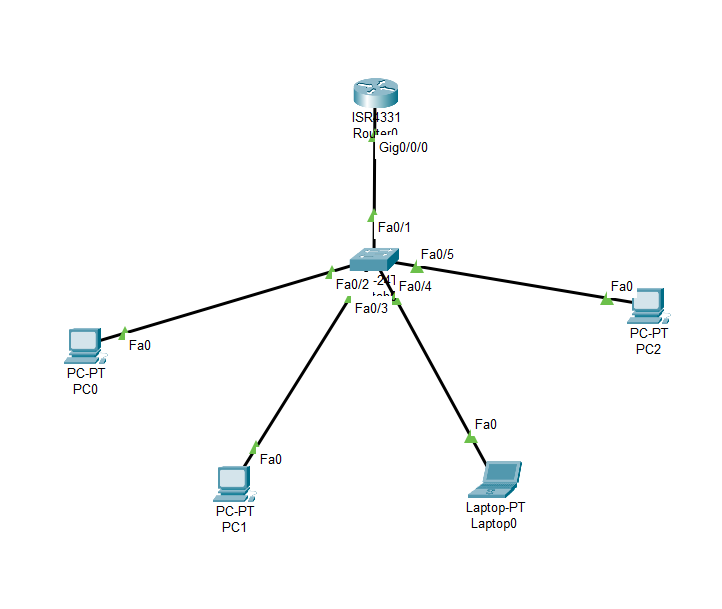 ISR4331
Router0
Gig0/0/0
Fa0/1
Fa0/5
Fa0/2
Fa0/4
Fa0/3
Fa0
PC-PT
PC2
Fa0
PC-PT
PC0
Fa0
Fa0
PC-PT
PC1
Laptop-PT
Laptop0